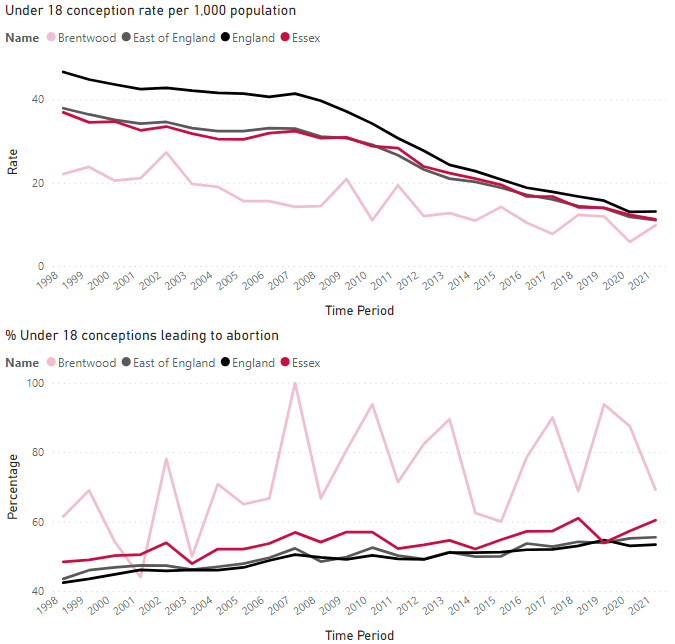 Under 18 conception rate per 1,000 population
Name Brentwood East of England England Essex
40
20
0
Rate
1998 1999 2000 2001 2002 2003 2004 2005 2006 2007 2008 2009 2010 2011 2012 2013 2014 2015 2016 2017 2018 2019 2020 2021
Time Period
% Under 18 conceptions leading to abortion
Name Brentwood East of England England Essex
100
80
60
40
Percentage
1998 1999 2000 2001 2002 2003 2004 2005 2006 2007 2008 2009 2010 2011 2012 2013 2014 2015 2016 2017 2018 2019 2020 2021
Time Period